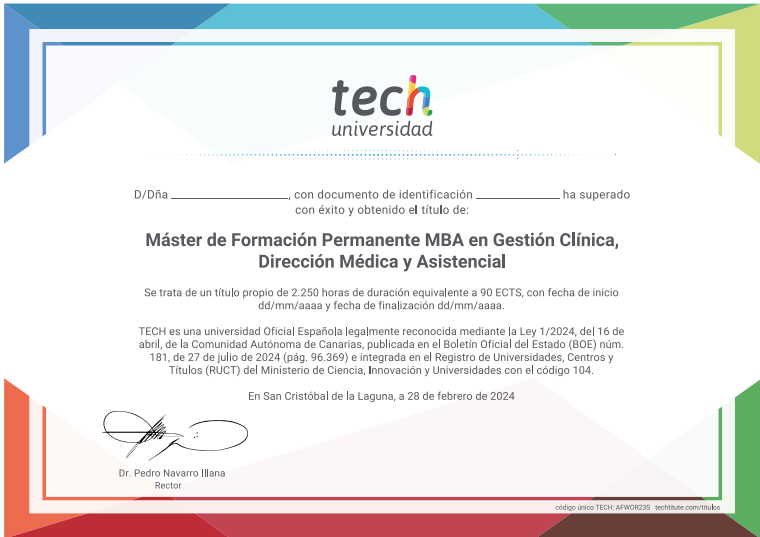 tech
universidad
D/Dña ____________________, con documento de identificación ______________ ha superado
con éxito y obtenido el título de:
Máster de Formación Permanente MBA en Gestión Clínica,
Dirección Médica y Asistencial
Se trata de un título propio de 2.250 horas de duración equivalente a 90 ECTS, con fecha de inicio
dd/mm/aaaa y fecha de finalización dd/mm/aaaa.
TECH es una universidad Oficial Española legalmente reconocida mediante la Ley 1/2024, del 16 de
abril, de la Comunidad Autónoma de Canarias, publicada en el Boletín Oficial del Estado (BOE) núm.
181, de 27 de julio de 2024 (pág. 96.369) e integrada en el Registro de Universidades, Centros y
Títulos (RUCT) del Ministerio de Ciencia, Innovación y Universidades con el código 104.
En San Cristóbal de la Laguna, a 28 de febrero de 2024
Dr. Pedro Navarro Illana
Rector
código único TECH: AFWOR23S techtitute.com/titulos